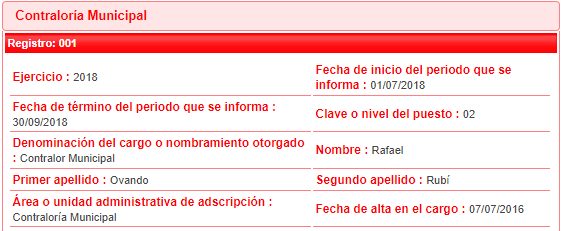 Contraloría Municipal
Registro: 001
Ejercicio : 2018
Fecha de inicio del periodo que se
informa : 01/07/2018
Fecha de término del periodo que se informa :
30/09/2018
Clave o nivel del puesto : 02
Denominación del cargo o nombramiento otorgado
: Contralor Municipal
Nombre : Rafael
Primer apellido : Ovando
Segundo apellido : Rubí
Área o unidad administrativa de adscripción :
Contraloría Municipal
Fecha de alta en el cargo : 07/07/2016